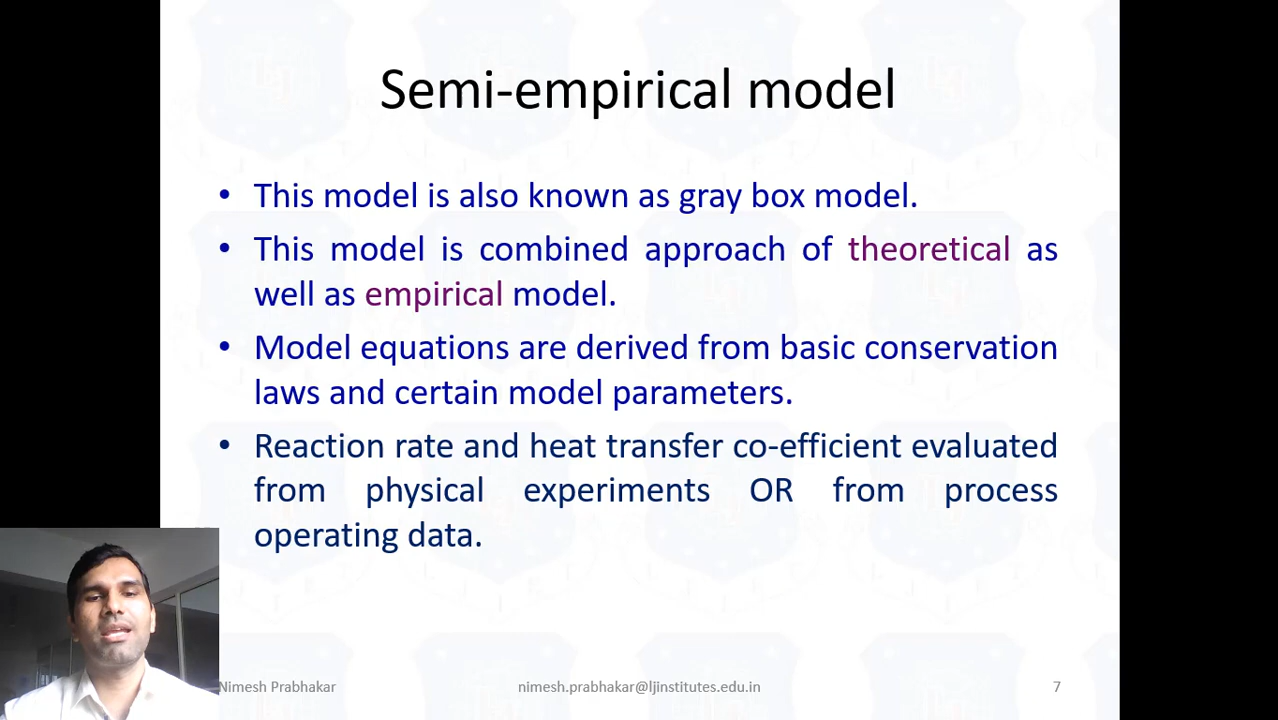 Semi-empirical model
• This model is also known as gray box model.
• This model is combined approach of theoretical as
well as empirical model.
• Model equations are derived from basic conservation
laws and certain model parameters.
• Reaction rate and heat transfer co-efficient evaluated
from physical experiments OR from process
operating data.
Nimesh Prabhakar nimesh.prabhakar@ljinstitutes.edu.in 7